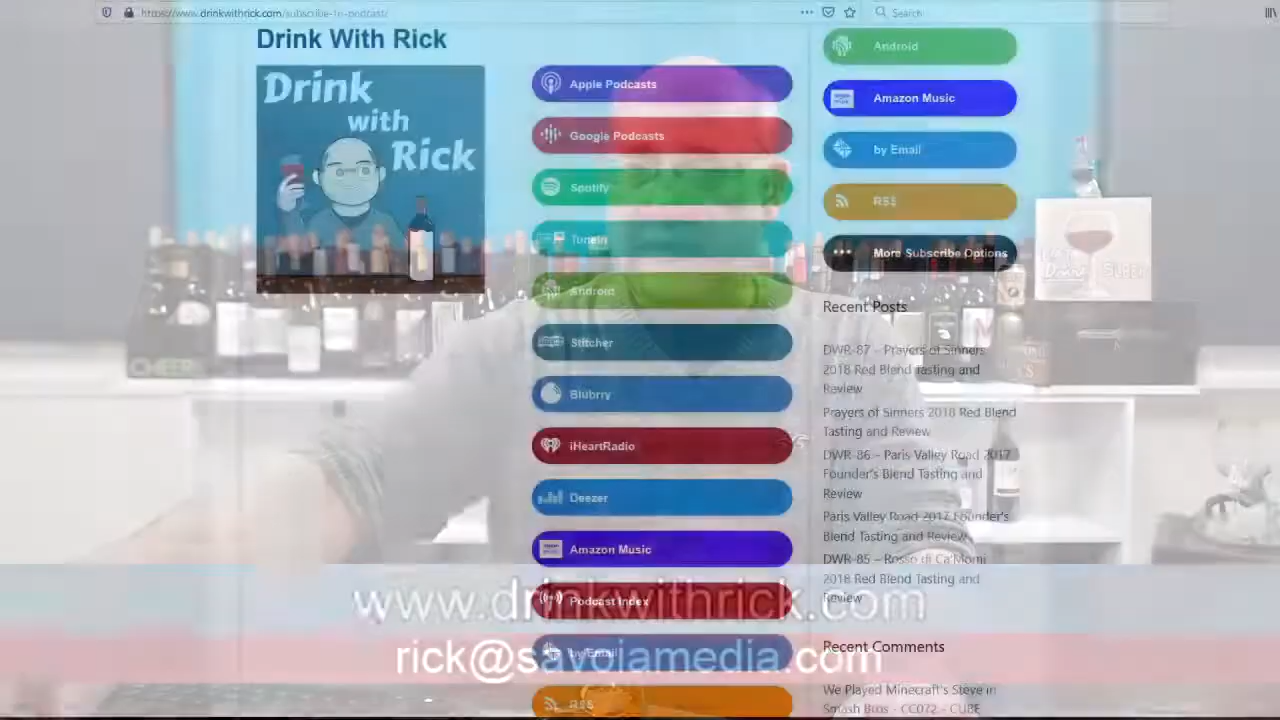 https://www.drinkwithrick.com/subscribe-to-podcast/
Search
Drink With Rick
Drink
with
Rick
Apple Podcasts
Google Podcasts
Spotify
TuneIn
Android
Stitcher
Blubrry
iHeartRadio
Deezer
Amazon Music
Podcast Index
by Email
RSS
Android
Amazon Music
by Email
RSS
More Subscribe Options
Recent Posts
DWR-87 – Prayers of Sinners
2018 Red Blend Tasting and
Review
Prayers of Sinners 2018 Red Blend
Tasting and Review
DWR-86 – Paris Valley Road 2017
Founder's Blend Tasting and
Review
Paris Valley Road 2017 Founder's
Blend Tasting and Review
DWR-85 – Rosso di Ca'Momi
2018 Red Blend Tasting and
Review
Recent Comments
We Played Minecraft's Steve in
Smash Bros - CC072 - CUBE
CHEERS
www.drinkwithrick.com
rick@savoiamedia.com